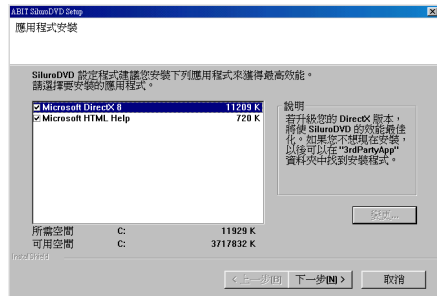 ABIT SiluroDVD Setup
應用程式安裝
SiluroDVD 設定程式建議您安裝下列應用程式來獲得最高效能。
請選擇要安裝的應用程式。
Microsoft DirectX 8 11209 K
Microsoft HTML Help 720 K
說明
若升級您的 DirectX 版本，
將使 SiluroDVD 的效能最佳
化。如果您不想現在安裝，
以後可以在 "3rdPartyApp"
資料夾中找到安裝程式。
變更...
所需空間 C: 11929 K
可用空間 C: 3717832 K
InstallShield
< 上一步(B) 下一步(N) > 取消